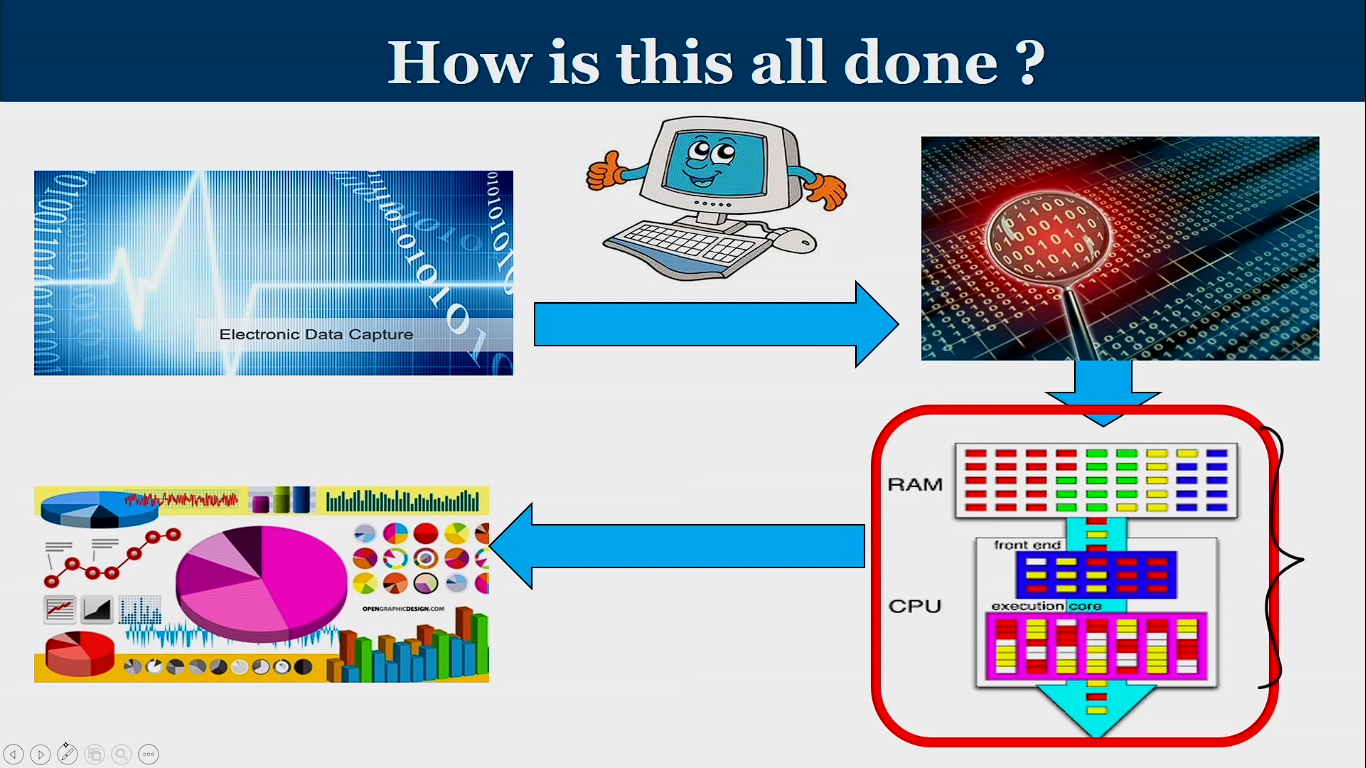 How is this all done ?
Electronic Data Capture
RAM
front end
CPU
execution core
OPENGRAPHICDESIGN.COM